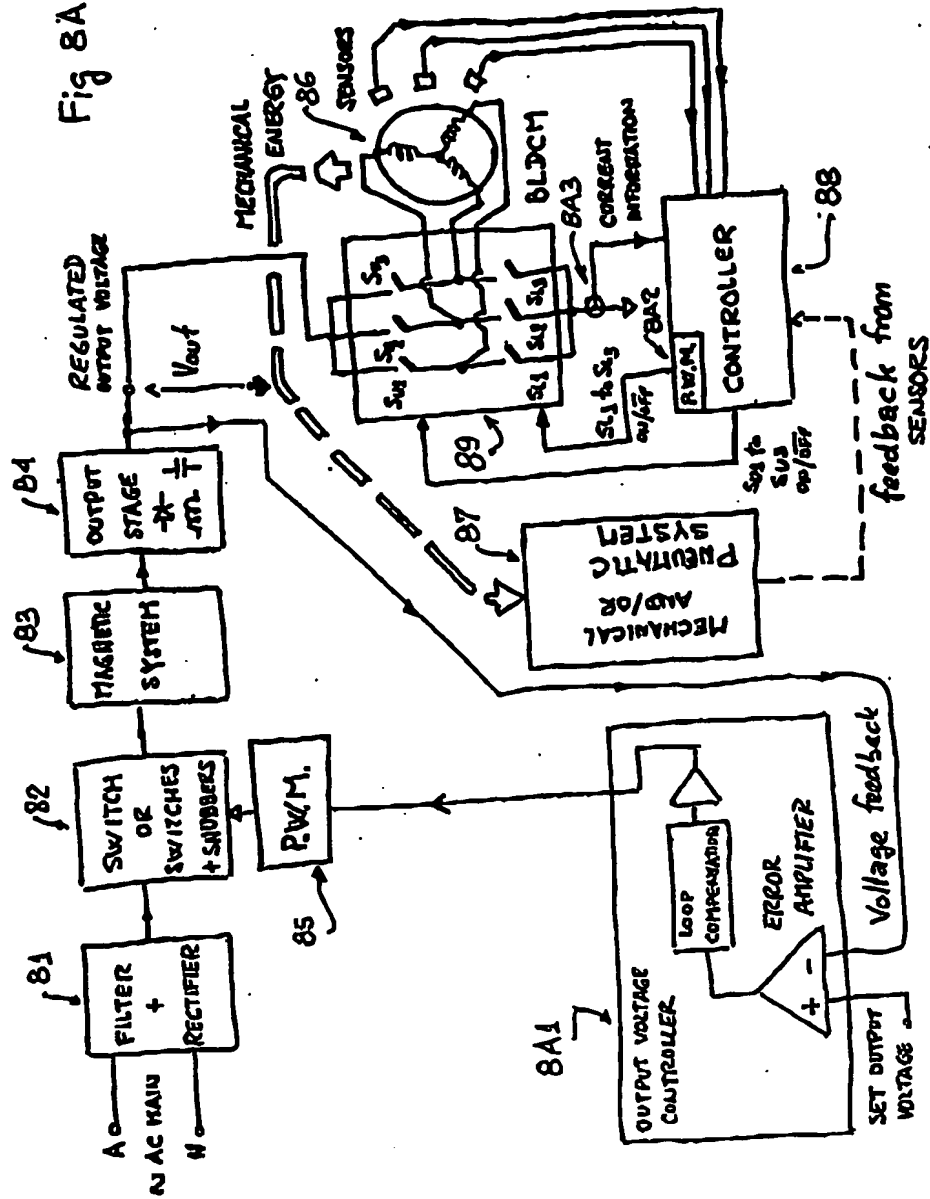 Fig 8A
A
∿ AC MAIN
N
81
FILTER
+
RECTIFIER
82
SWITCH
OR
SWITCHES
+ SNUBBERS
83
MAGNETIC
SYSTEM
84
OUTPUT
STAGE
REGULATED
OUTPUT VOLTAGE
Vout
85
P.W.M.
MECHANICAL
ENERGY
86
SENSORS
BLDCM
SU1
SU2
SU3
SL1
SL2
SL3
89
8A3
CURRENT
INFORMATION
SL1 to SL3
ON/OFF
8A2
P.W.M.
CONTROLLER
88
SU1 to
SU3
ON/OFF
87
MECHANICAL
AND/OR
PNEUMATIC
SYSTEM
feedback from
SENSORS
8A1
OUTPUT VOLTAGE
CONTROLLER
LOOP
COMPENSATION
ERROR
AMPLIFIER
+
-
SET OUTPUT
VOLTAGE
Voltage feedback